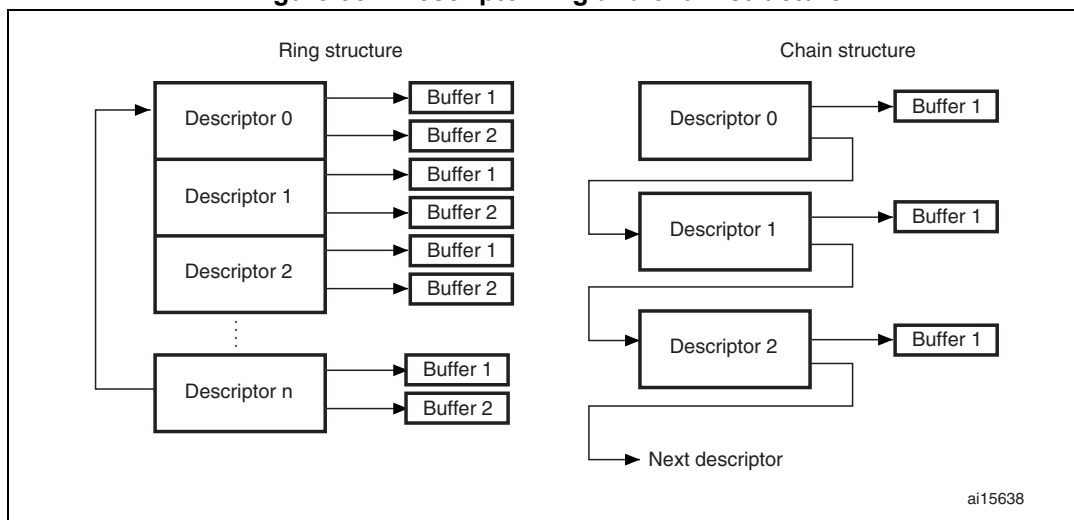 Ring structure
Descriptor 0
Buffer 1
Buffer 2
Descriptor 1
Buffer 1
Buffer 2
Descriptor 2
Buffer 1
Buffer 2
Descriptor n
Buffer 1
Buffer 2
Chain structure
Descriptor 0
Buffer 1
Descriptor 1
Buffer 1
Descriptor 2
Buffer 1
Next descriptor
ai15638